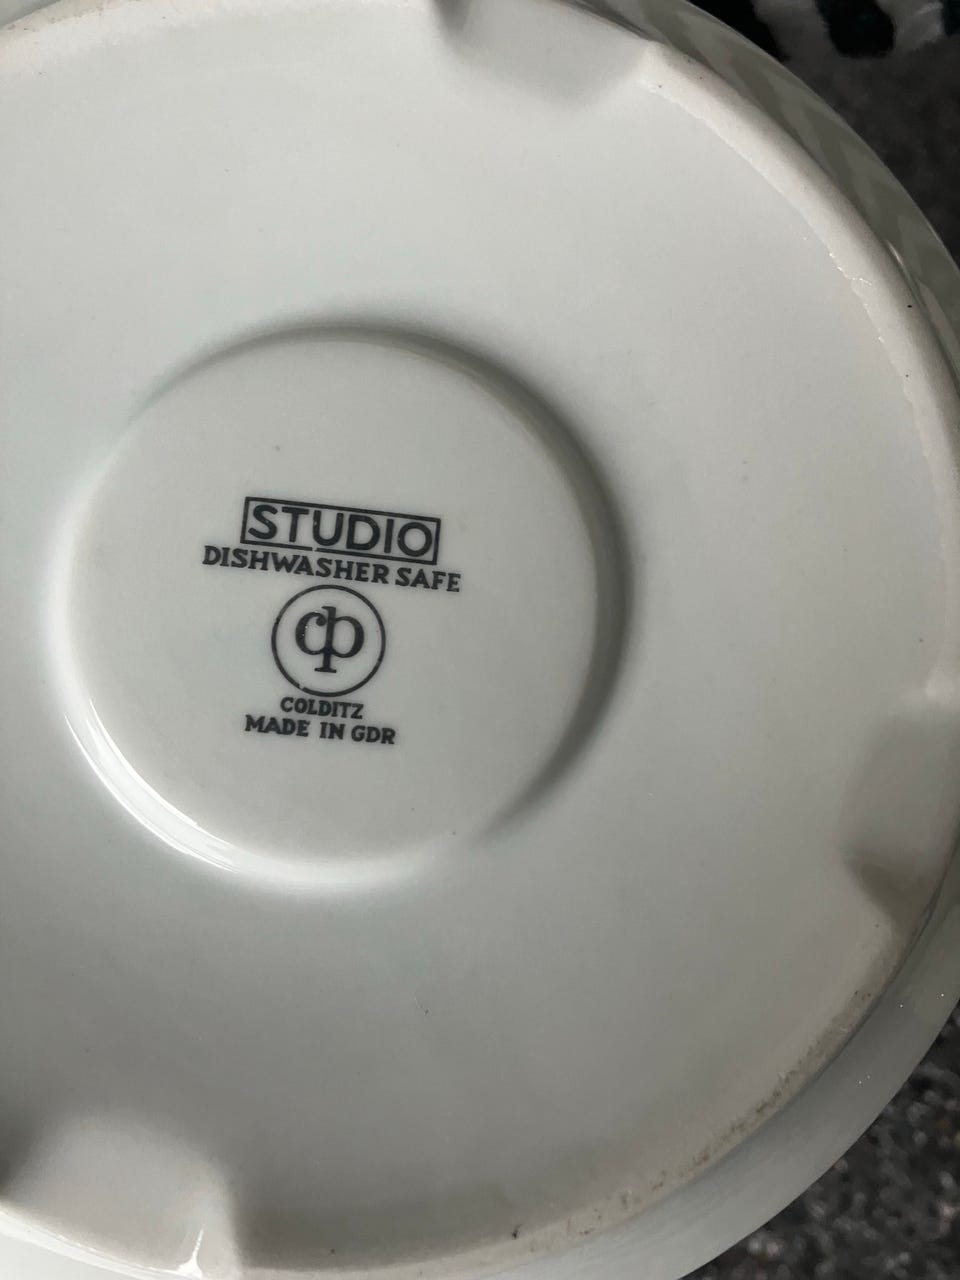 STUDIO
DISHWASHER SAFE
cp
COLDITZ
MADE IN GDR